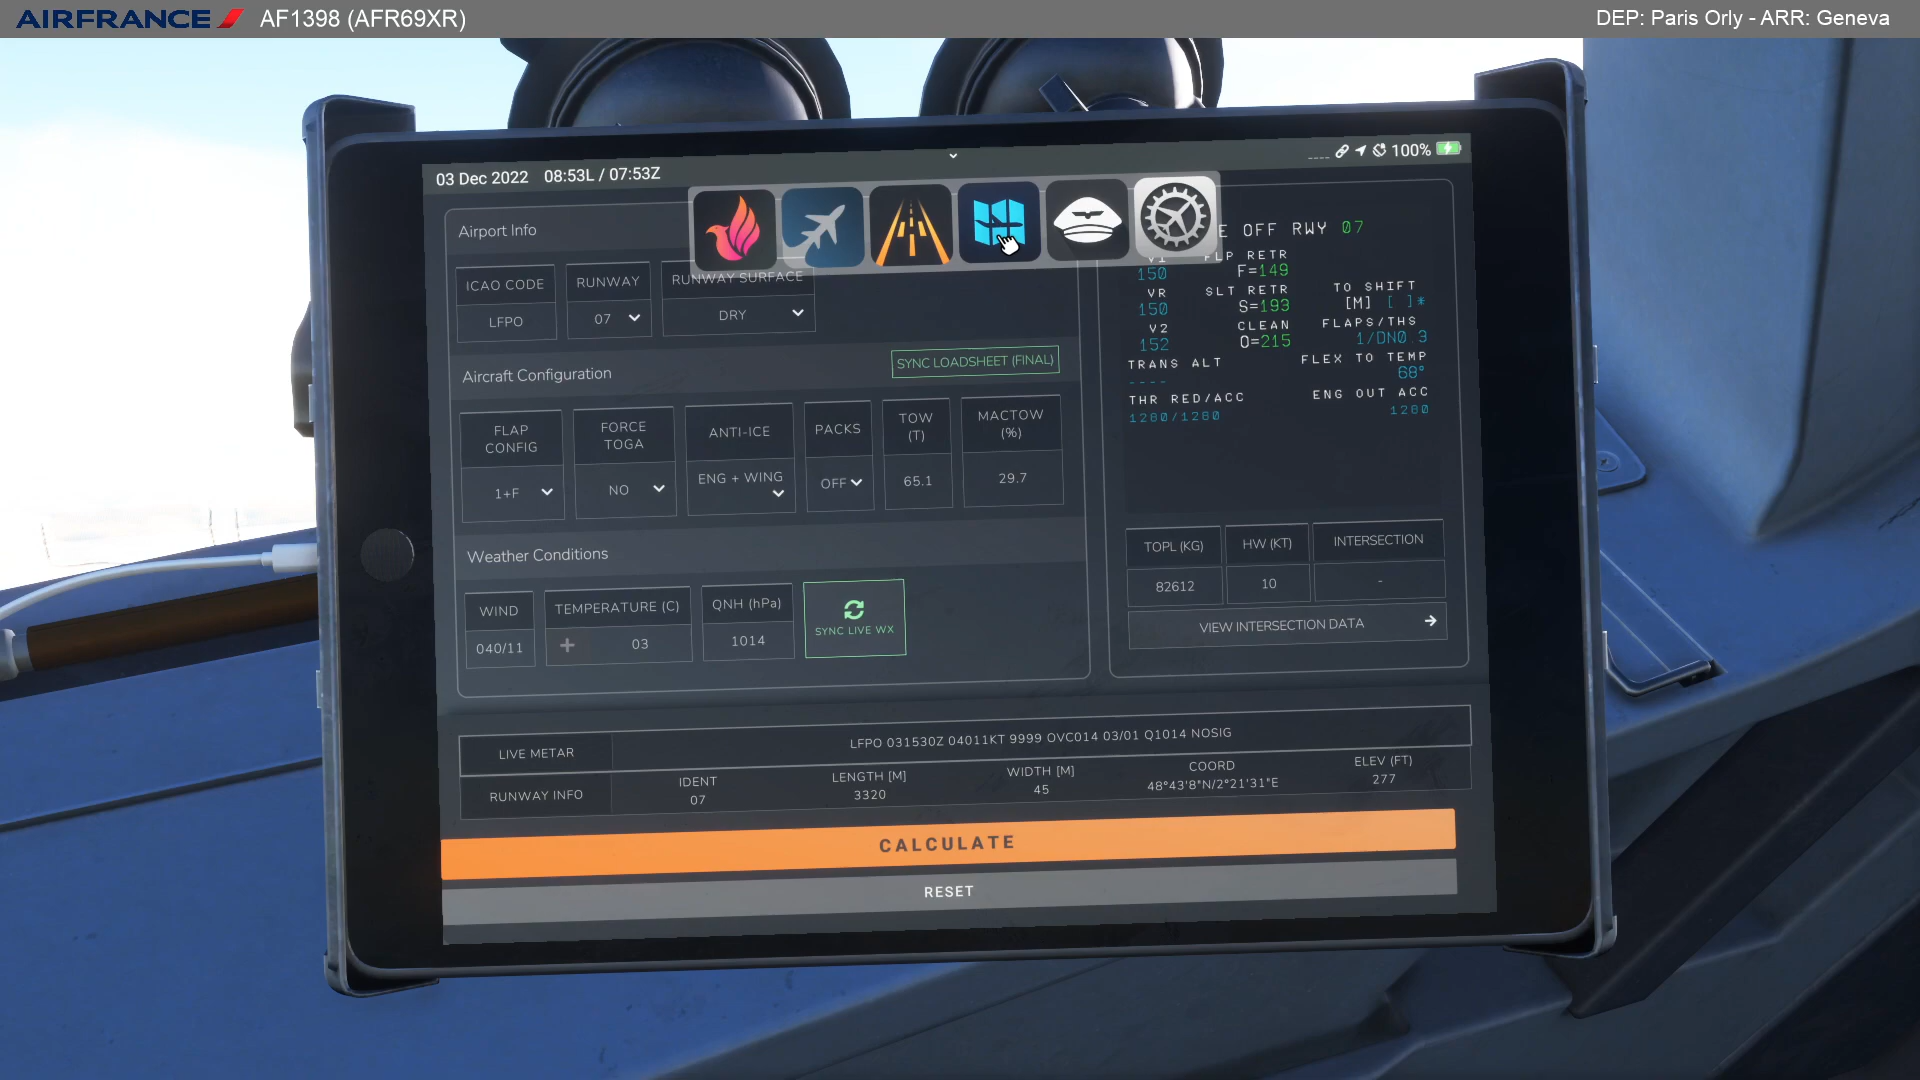 AIRFRANCE AF1398 (AFR69XR)
DEP: Paris Orly - ARR: Geneva
03 Dec 2022 08:53L / 07:53Z
100%
Airport Info
ICAO CODE
LFPO
RUNWAY
07
RUNWAY SURFACE
DRY
Aircraft Configuration
SYNC LOADSHEET (FINAL)
FLAP
CONFIG
1+F
FORCE
TOGA
NO
ANTI-ICE
ENG + WING
PACKS
OFF
TOW
(T)
65.1
MACTOW
(%)
29.7
Weather Conditions
WIND
040/11
TEMPERATURE (C)
+ 03
QNH (hPa)
1014
SYNC LIVE WX
E OFF RWY 07
V1 FLP RETR
150 F=149
VR SLT RETR TO SHIFT
150 S=193 [M] [ ]*
V2 CLEAN FLAPS/THS
152 O=215 1/DN0.3
TRANS ALT FLEX TO TEMP
---- 68°
THR RED/ACC ENG OUT ACC
1280/1280 1280
TOPL (KG)
82612
HW (KT)
10
INTERSECTION
-
VIEW INTERSECTION DATA
LIVE METAR
LFPO 031530Z 04011KT 9999 OVC014 03/01 Q1014 NOSIG
RUNWAY INFO
IDENT
07
LENGTH [M]
3320
WIDTH [M]
45
COORD
48°43'8"N/2°21'31"E
ELEV (FT)
277
CALCULATE
RESET